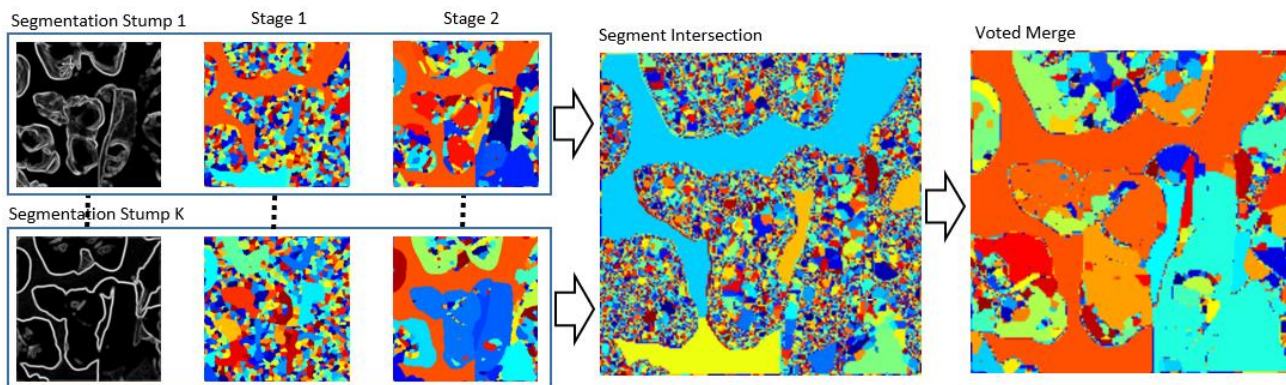 Segmentation Stump 1
Stage 1
Stage 2
Segment Intersection
Voted Merge
Segmentation Stump K